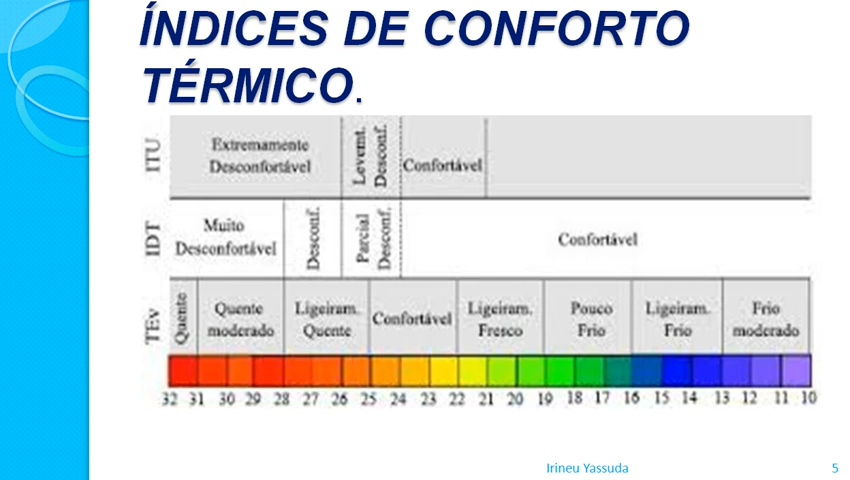 ÍNDICES DE CONFORTO
TÉRMICO.
ITU
Extremamente
Desconfortável
Levemt.
Desconf.
Confortável
IDT
Muito
Desconfortável
Desconf.
Parcial
Desconf.
Confortável
TEv
Quente
Quente
moderado
Ligeiram.
Quente
Confortável
Ligeiram.
Fresco
Pouco
Frio
Ligeiram.
Frio
Frio
moderado
32 31 30 29 28 27 26 25 24 23 22 21 20 19 18 17 16 15 14 13 12 11 10
Irineu Yassuda 5